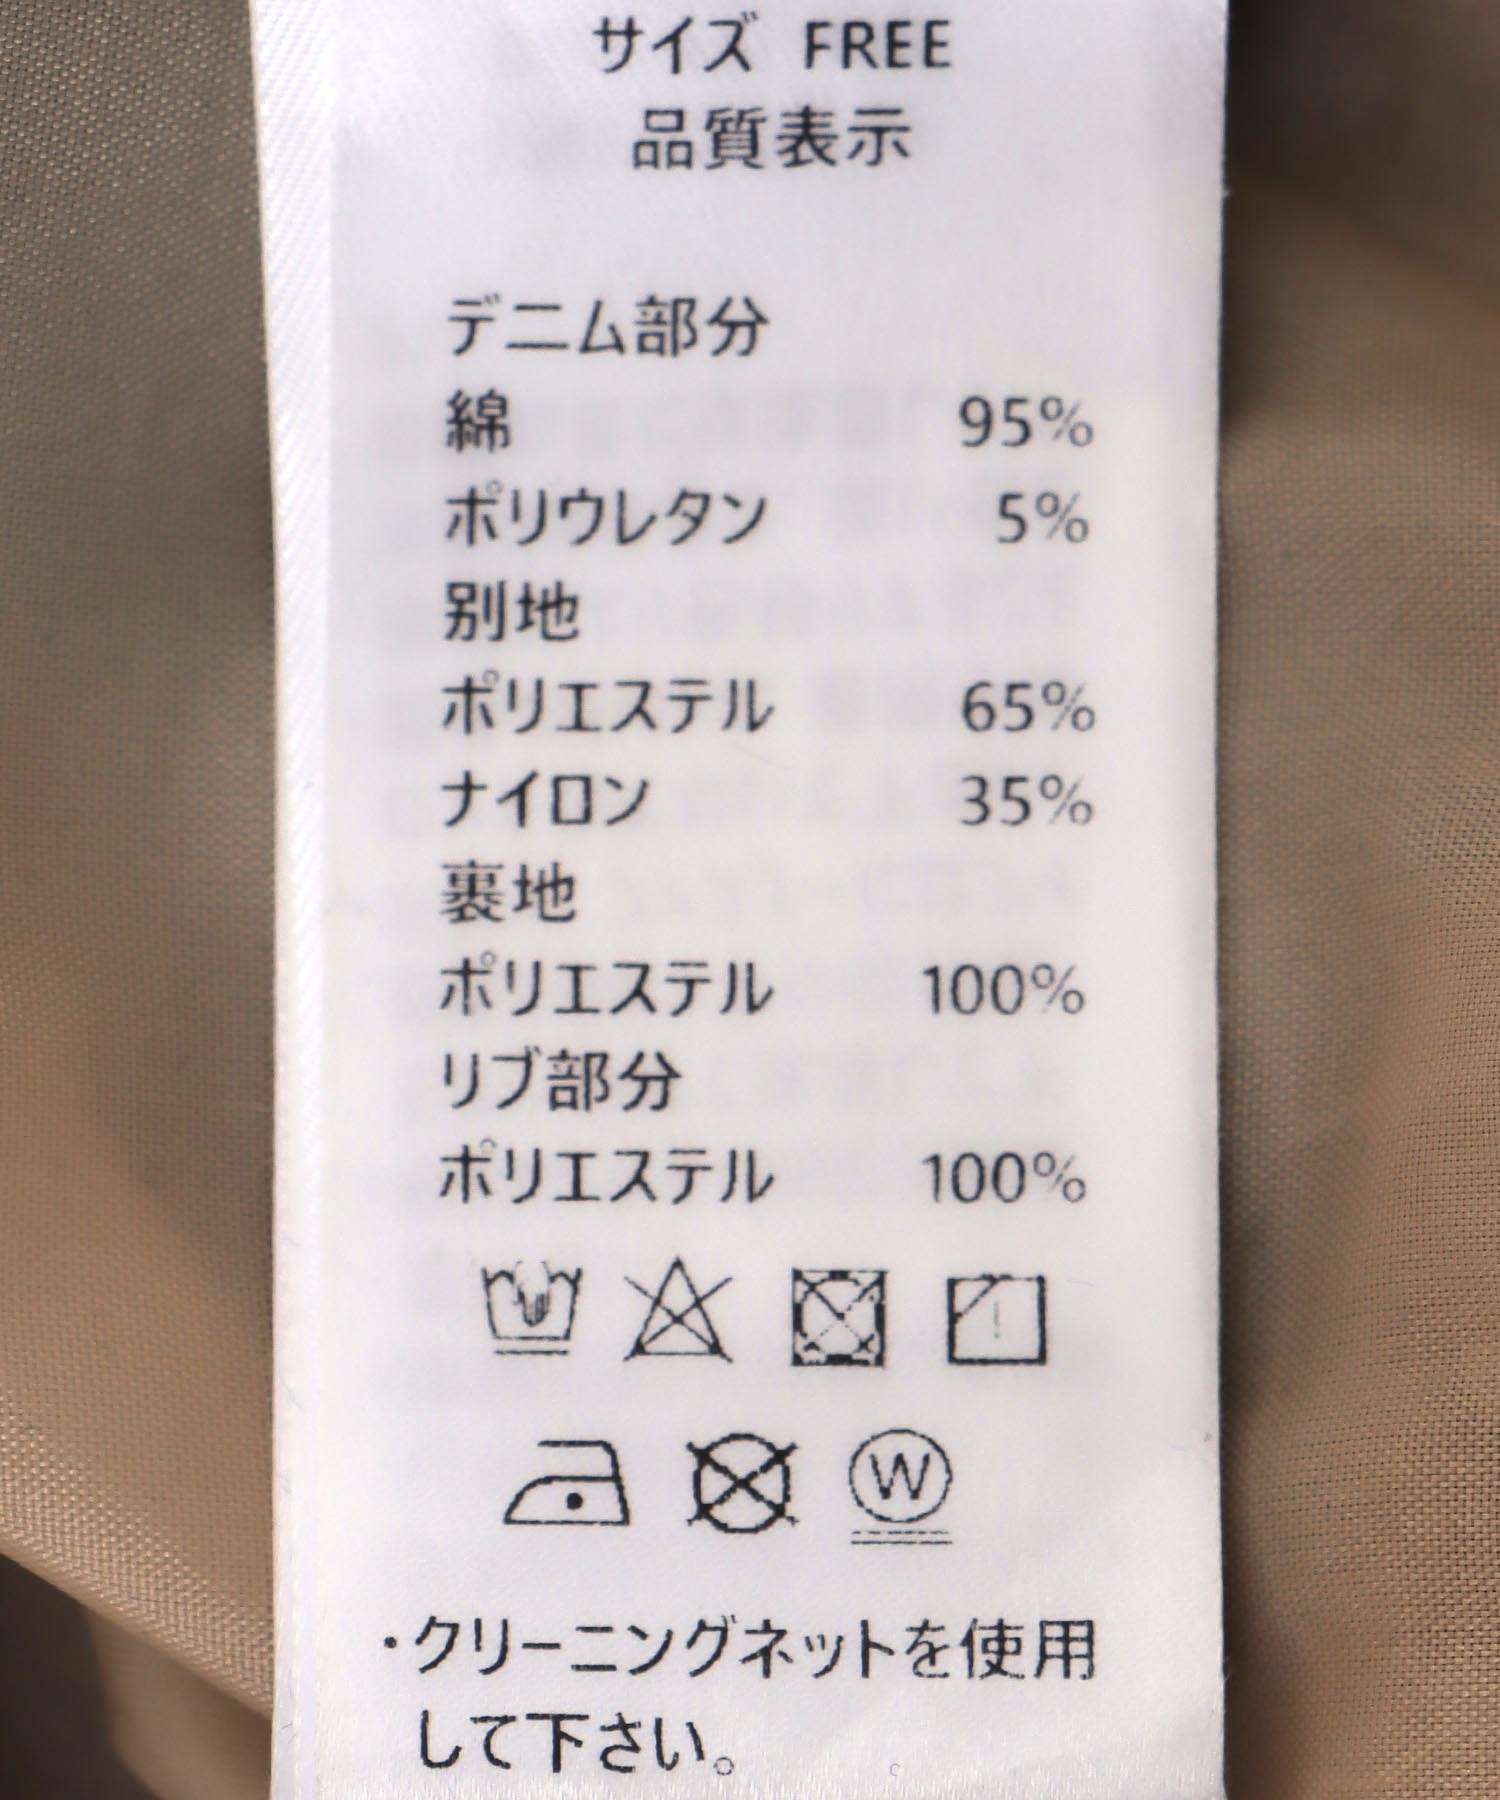 サイズ FREE
品質表示
デニム部分
綿 95%
ポリウレタン 5%
別地
ポリエステル 65%
ナイロン 35%
裏地
ポリエステル 100%
リブ部分
ポリエステル 100%
W
・クリーニングネットを使用
して下さい。